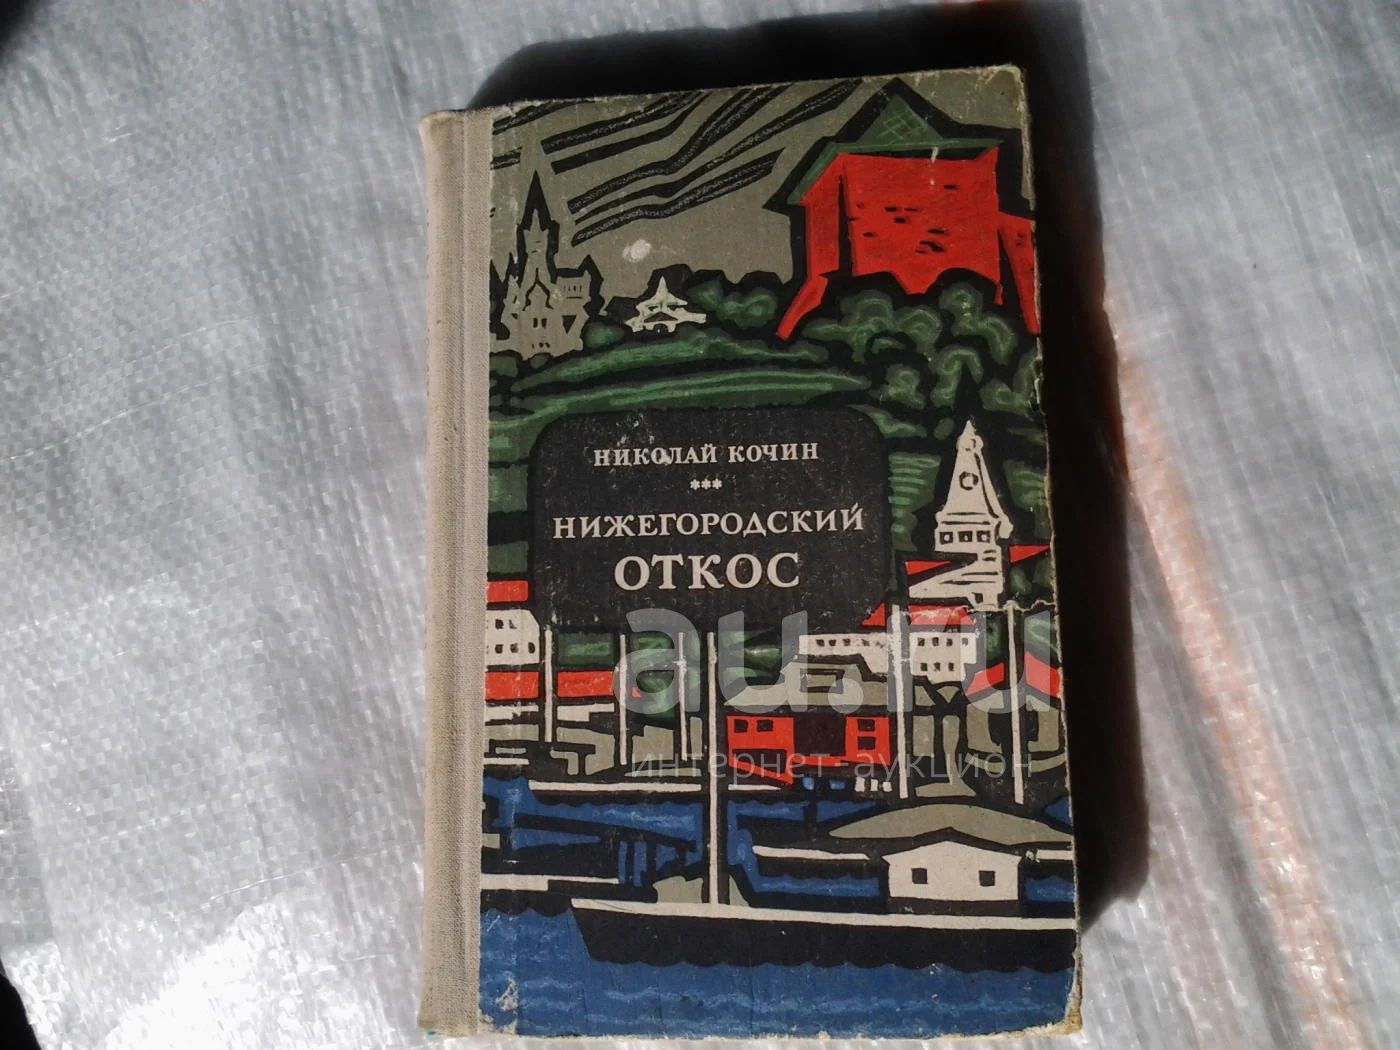 НИКОЛАЙ КОЧИН
***
НИЖЕГОРОДСКИЙ
ОТКОС
au.ru
интернет аукцион